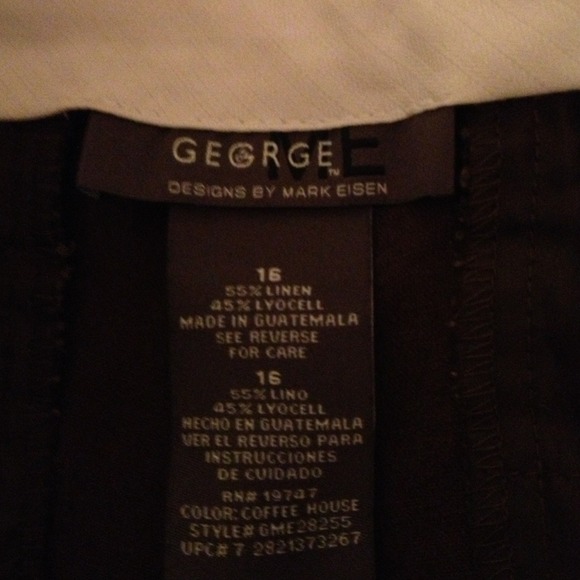 GEORGE ME™
DESIGNS BY MARK EISEN
16
55% LINEN
45% LYOCELL
MADE IN GUATEMALA
SEE REVERSE
FOR CARE
16
55% LINO
45% LYOCELL
HECHO EN GUATEMALA
VER EL REVERSO PARA
INSTRUCCIONES
DE CUIDADO
RN# 19747
COLOR: COFFEE HOUSE
STYLE# GME28255
UPC# 7 2821373267